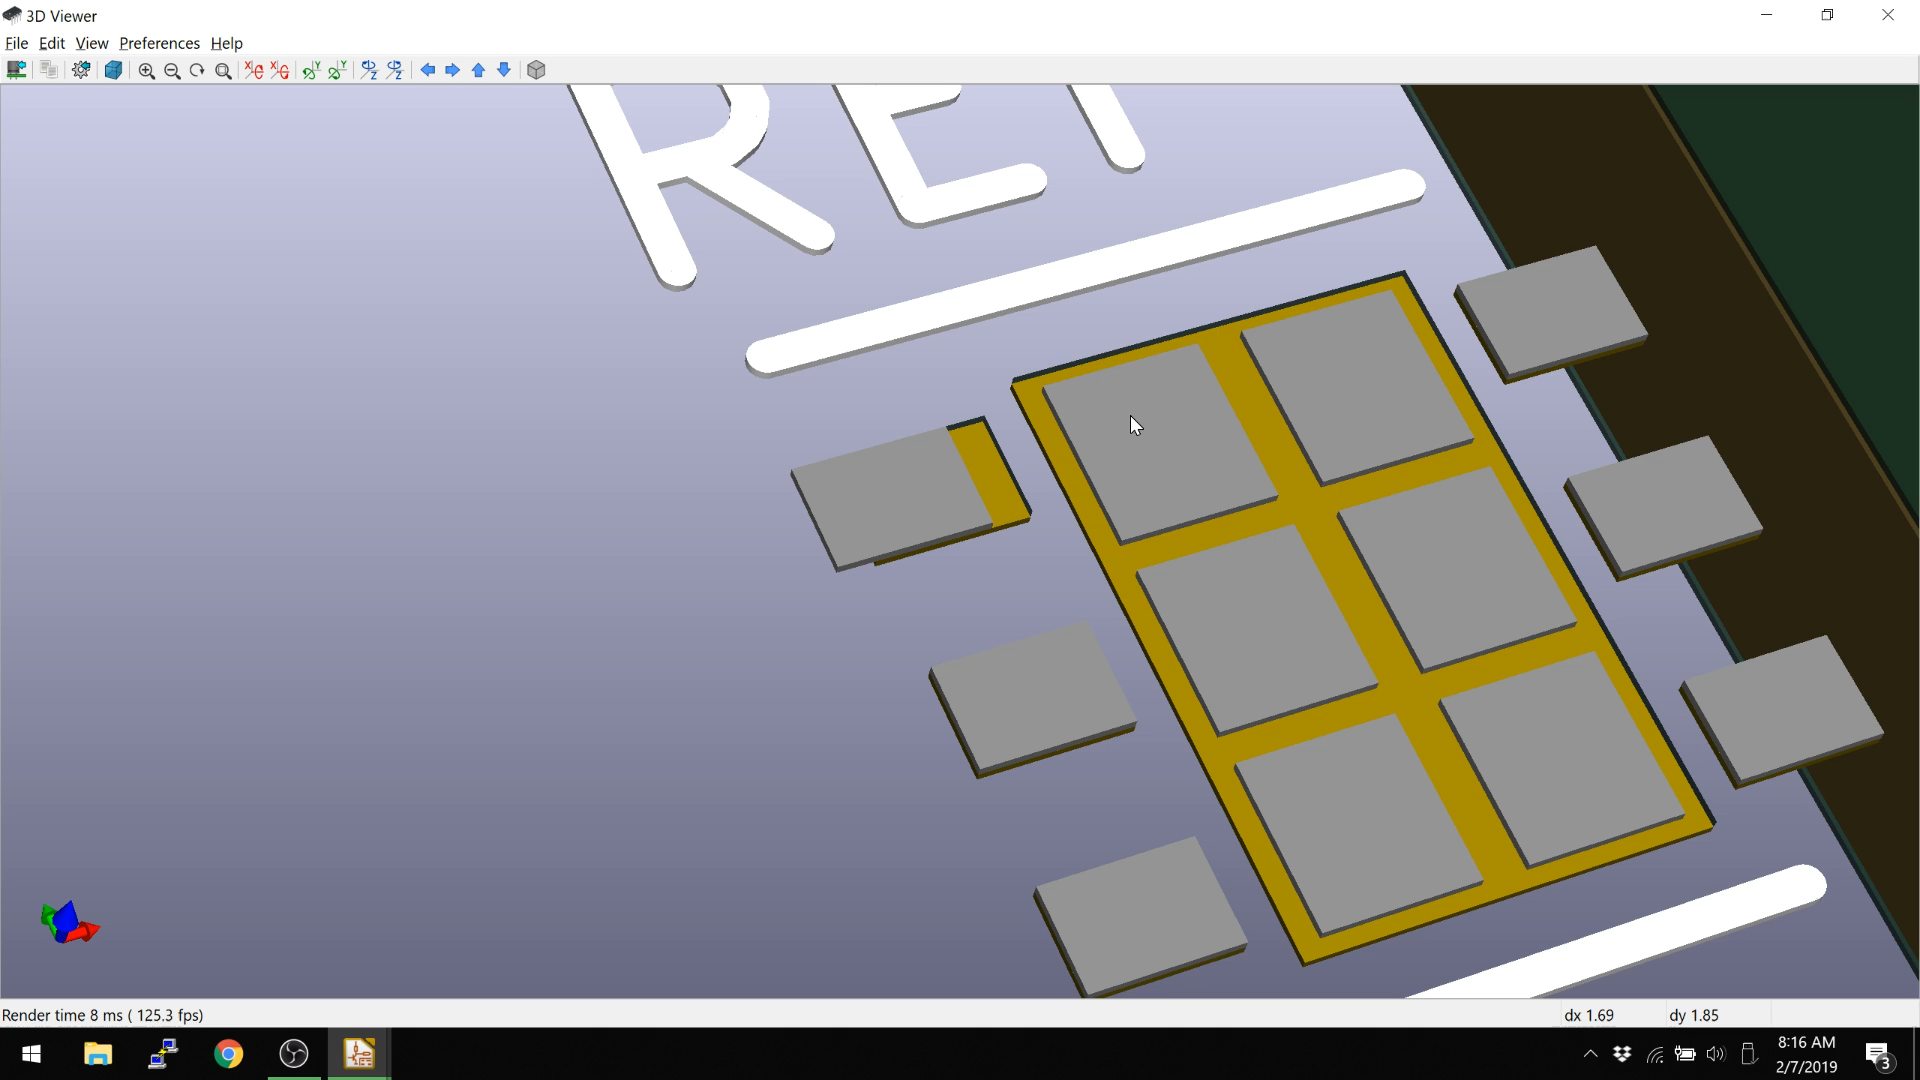 3D Viewer
File Edit View Preferences Help
RE
Render time 8 ms ( 125.3 fps)
dx 1.69
dy 1.85
8:16 AM
2/7/2019
3